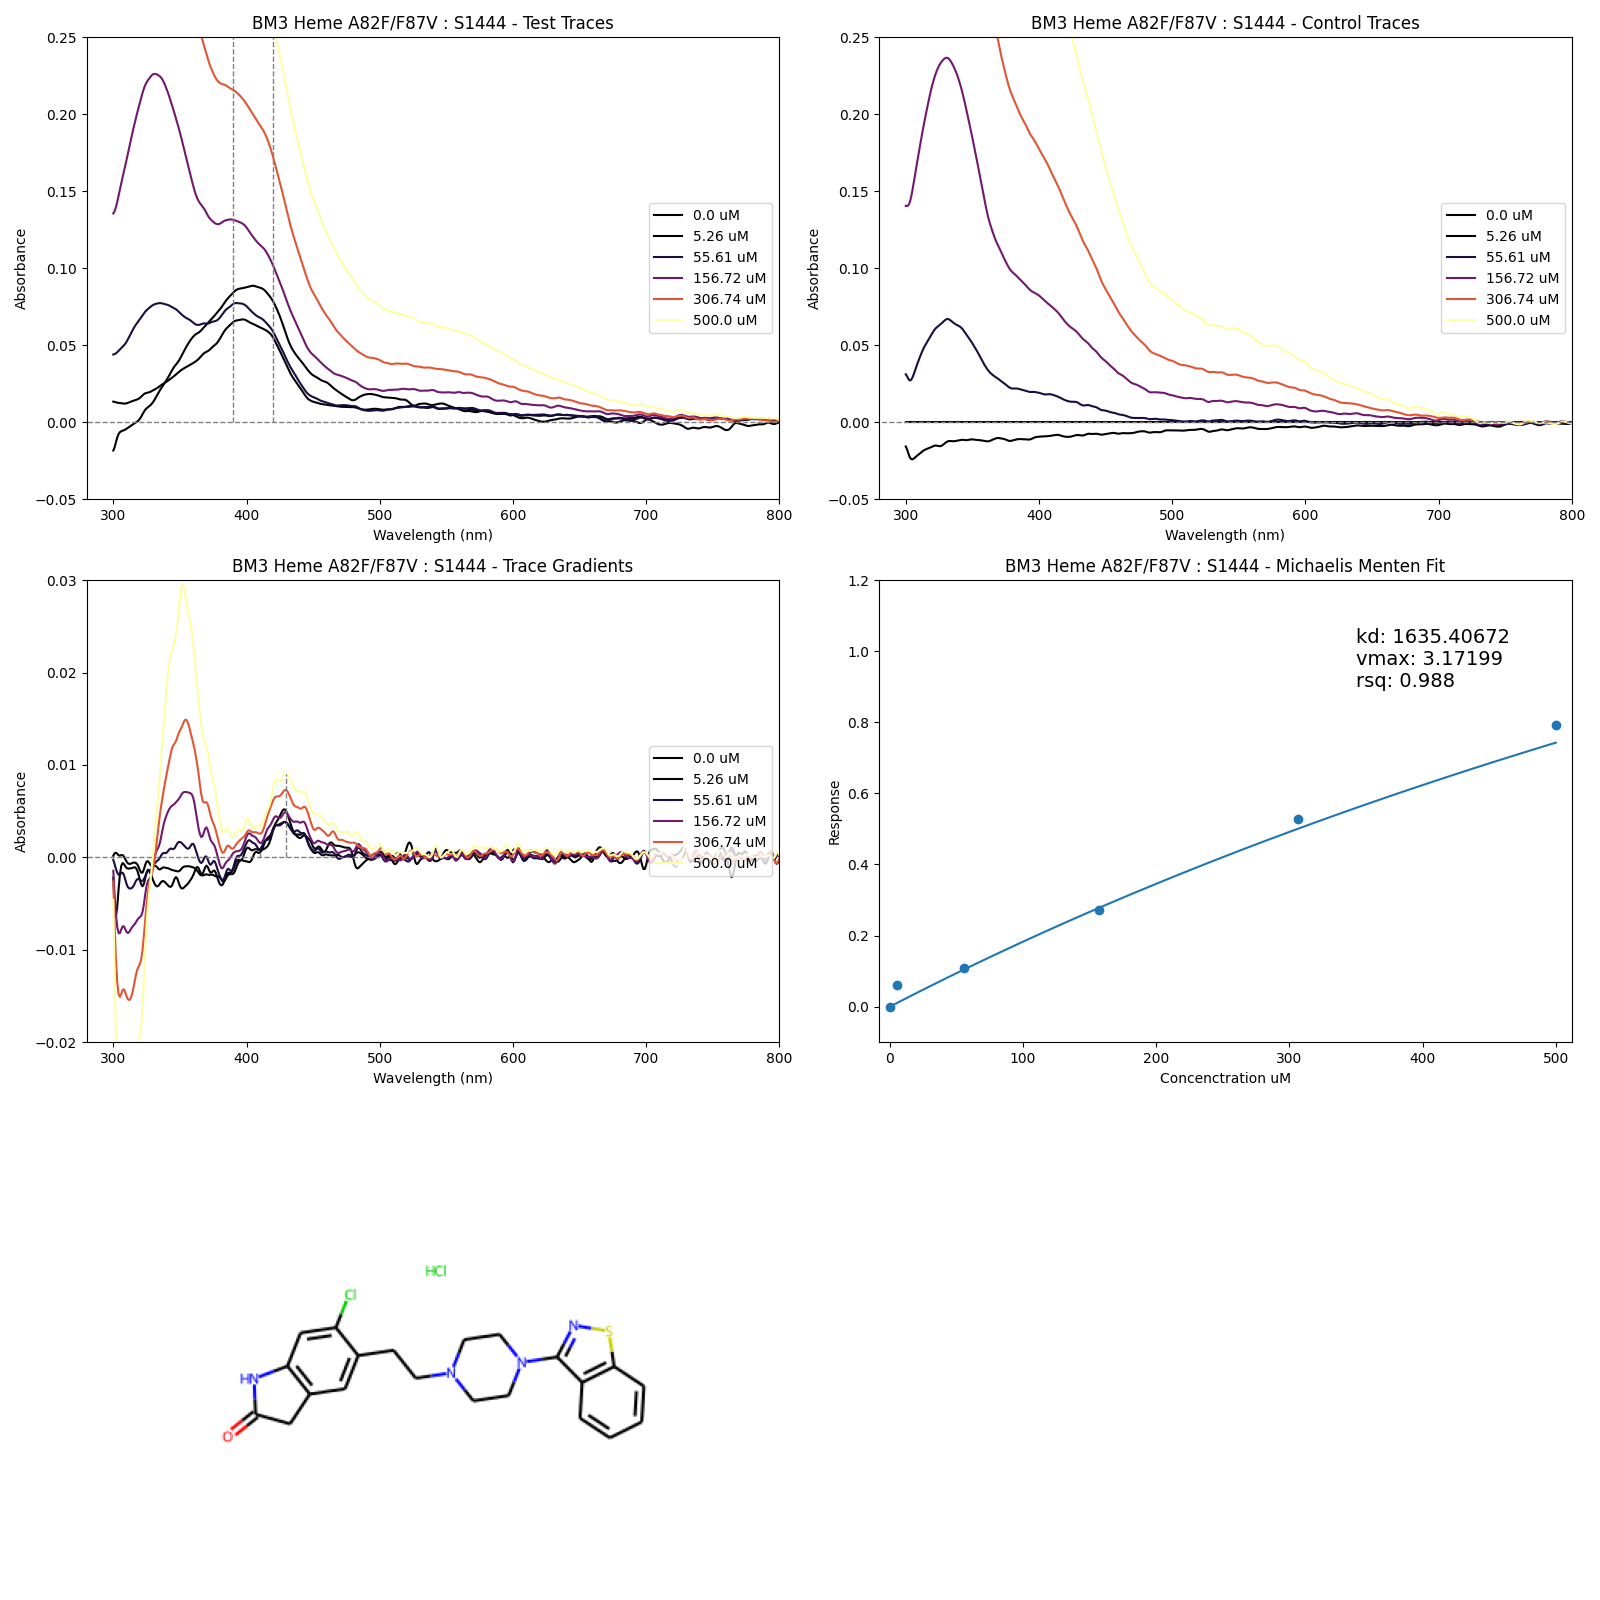 BM3 Heme A82F/F87V : S1444 - Test Traces
0.25
0.20
0.15
0.10
0.05
0.00
−0.05
Absorbance
300
400
500
600
700
800
Wavelength (nm)
0.0 uM
5.26 uM
55.61 uM
156.72 uM
306.74 uM
500.0 uM
BM3 Heme A82F/F87V : S1444 - Control Traces
0.25
0.20
0.15
0.10
0.05
0.00
−0.05
Absorbance
300
400
500
600
700
800
Wavelength (nm)
0.0 uM
5.26 uM
55.61 uM
156.72 uM
306.74 uM
500.0 uM
BM3 Heme A82F/F87V : S1444 - Trace Gradients
0.03
0.02
0.01
0.00
−0.01
−0.02
Absorbance
300
400
500
600
700
800
Wavelength (nm)
0.0 uM
5.26 uM
55.61 uM
156.72 uM
306.74 uM
500.0 uM
BM3 Heme A82F/F87V : S1444 - Michaelis Menten Fit
1.2
1.0
0.8
0.6
0.4
0.2
0.0
Response
0
100
200
300
400
500
Concenctration uM
kd: 1635.40672
vmax: 3.17199
rsq: 0.988
HCl
Cl
N
S
N
N
HN
O